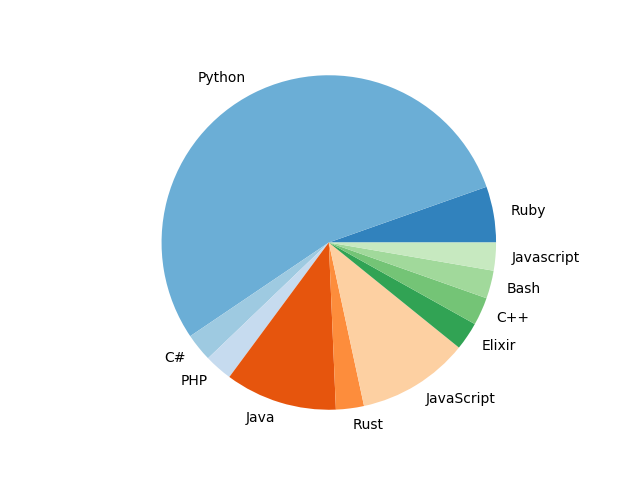 Python
Ruby
Javascript
Bash
C++
Elixir
C#
PHP
JavaScript
Java
Rust